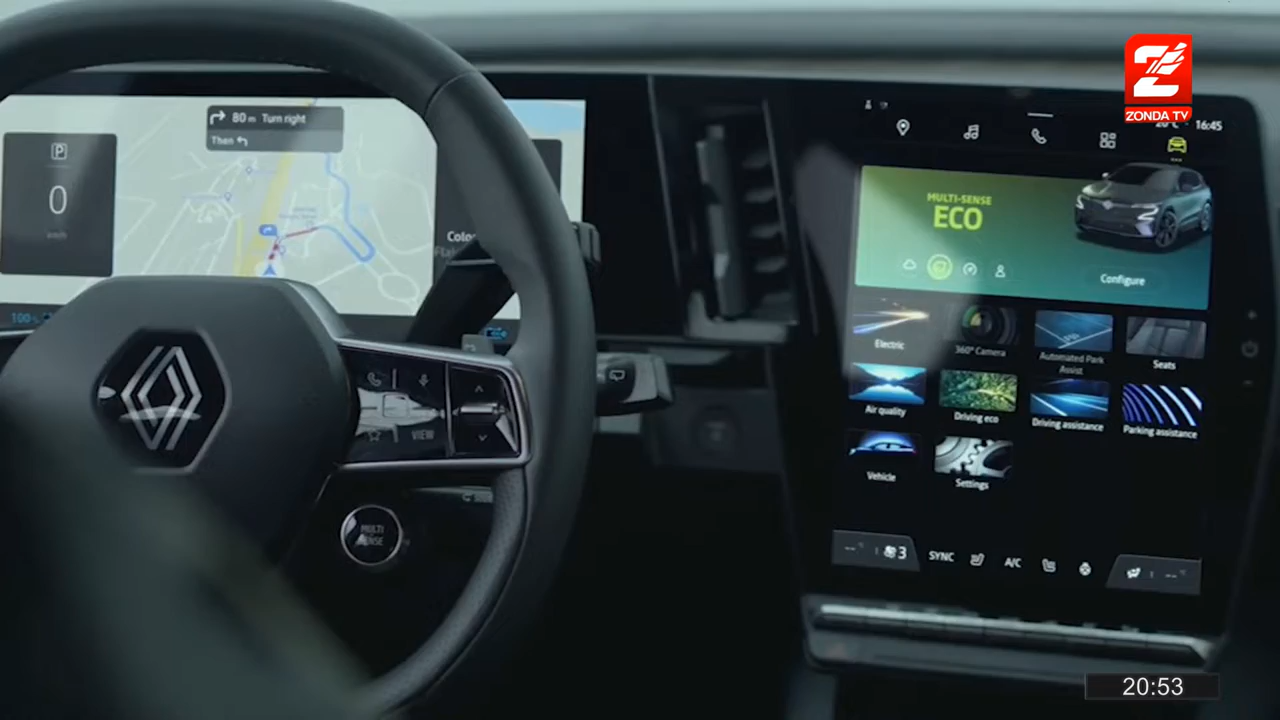 ZONDA TV
16:45
80 m Turn right
Then
P
0
100
MULTI-SENSE
ECO
Configure
Electric
360° Camera
Automated Park
Assist
Seats
Air quality
Driving eco
Driving assistance
Parking assistance
Vehicle
Settings
VIEW
MULTI
SENSE
3
SYNC
A/C
20:53